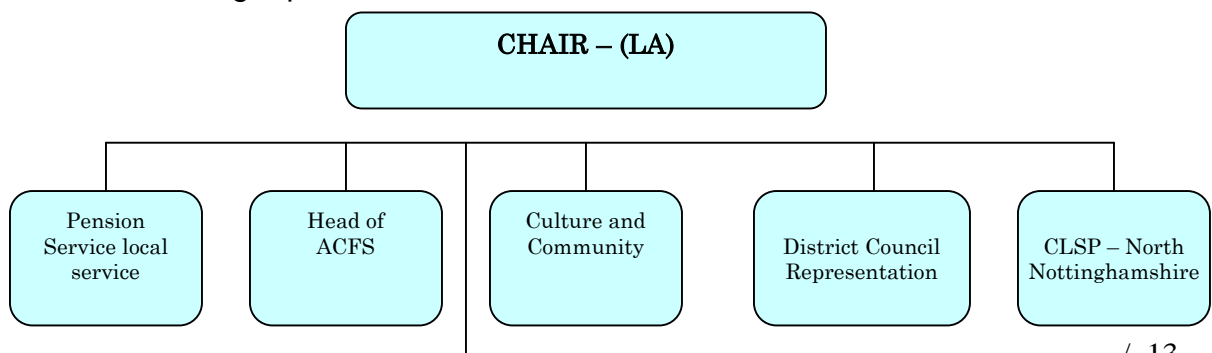 CHAIR – (LA)
Pension
Service local
service
Head of
ACFS
Culture and
Community
District Council
Representation
CLSP – North
Nottinghamshire